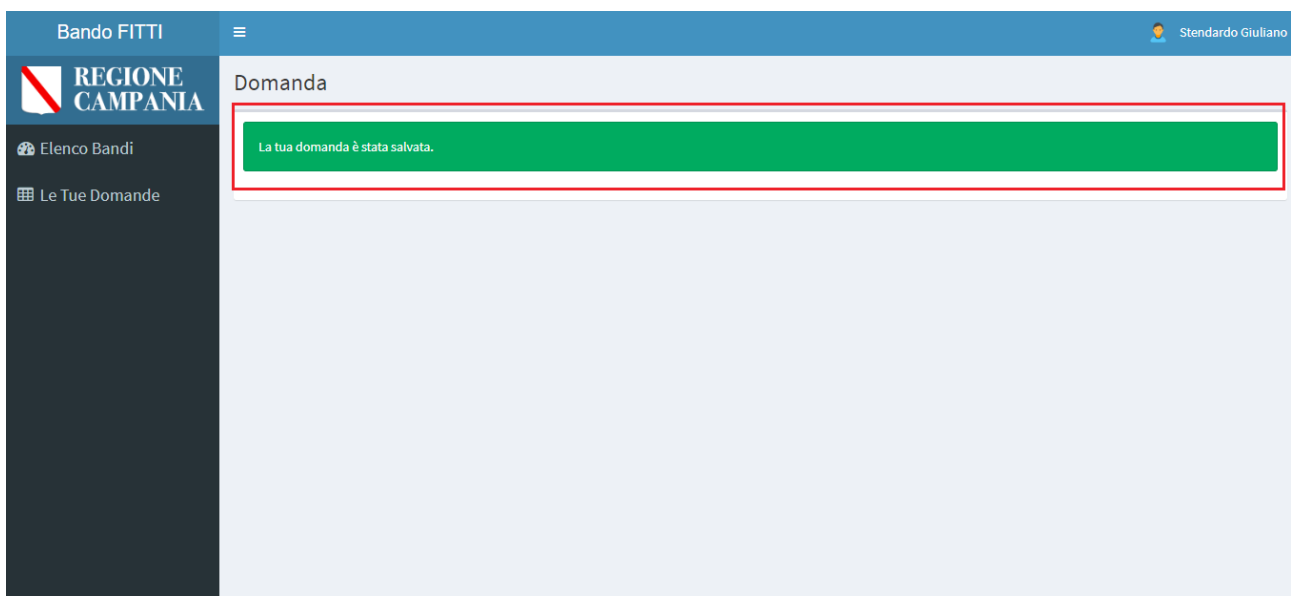 Bando FITTI
Stendardo Giuliano
REGIONE
CAMPANIA
Domanda
La tua domanda è stata salvata.
Elenco Bandi
Le Tue Domande